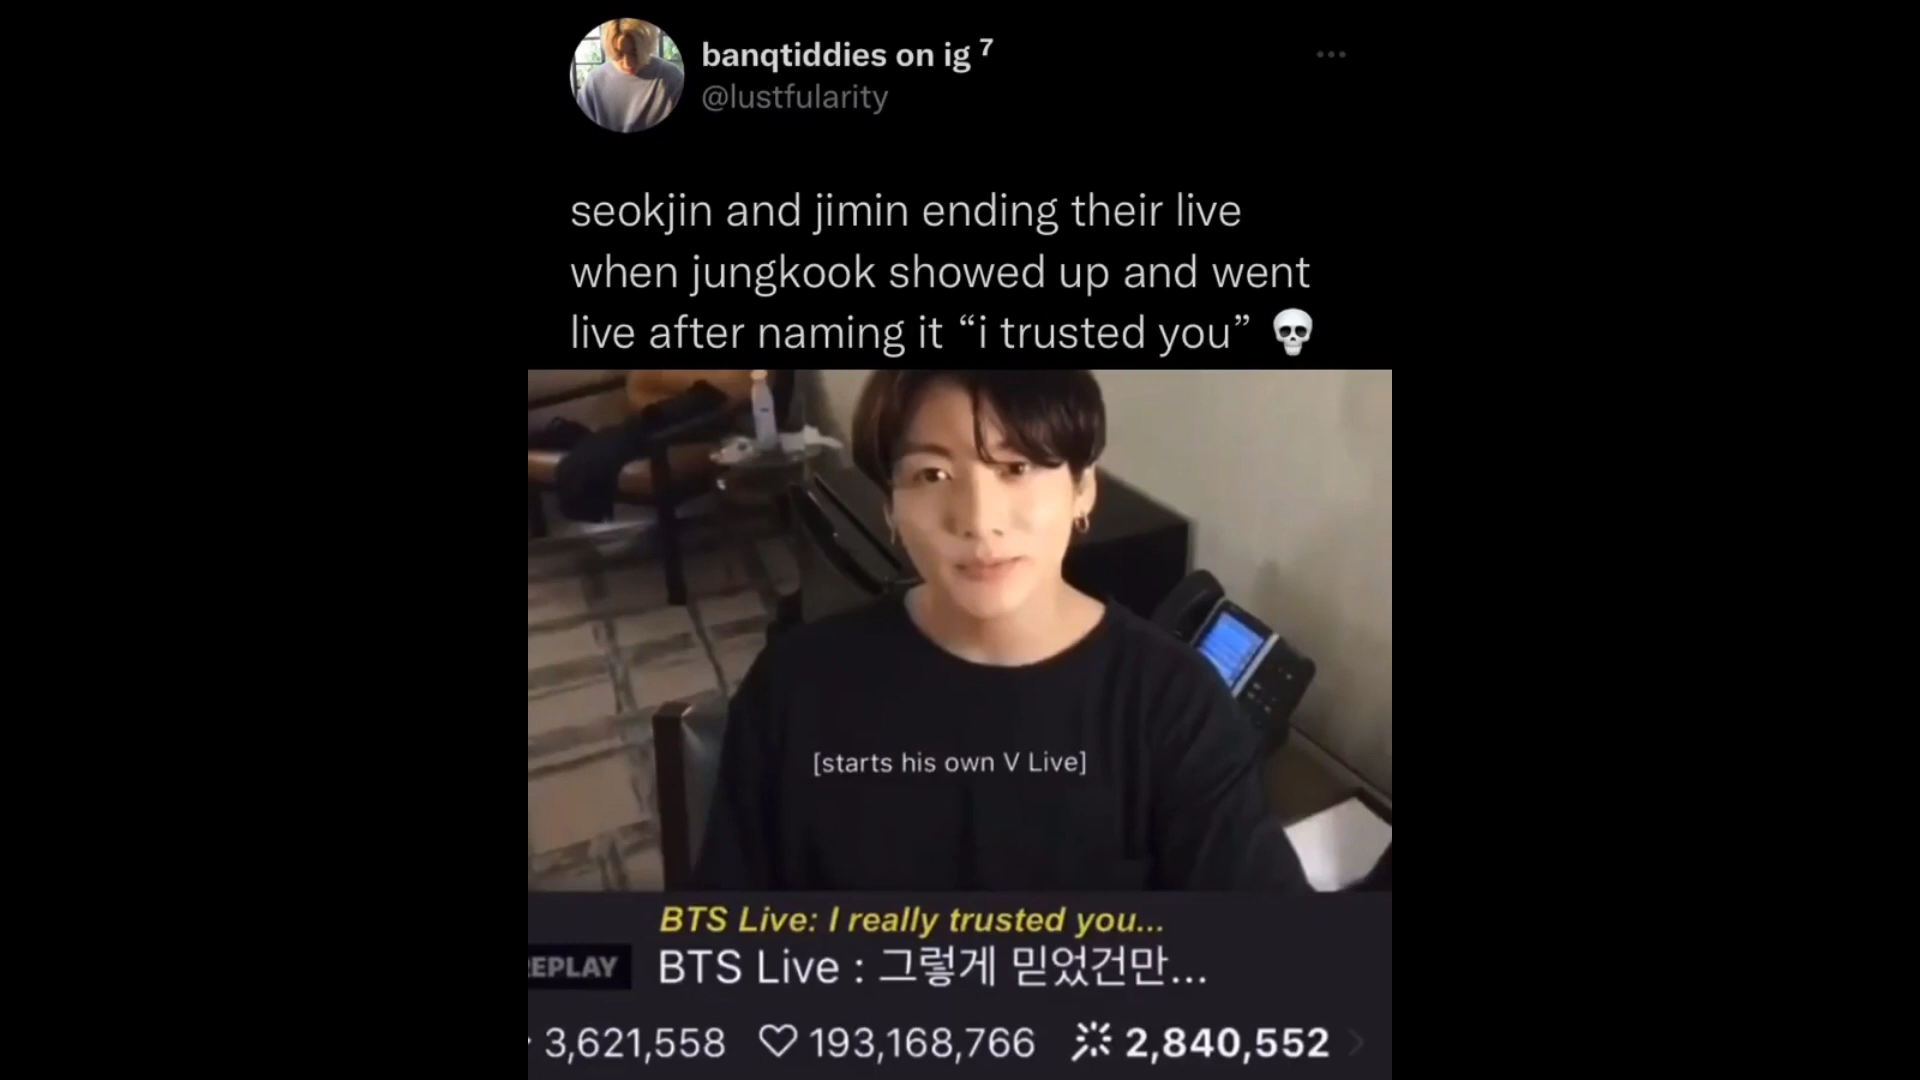 banqtiddies on ig ⁷
@lustfularity
seokjin and jimin ending their live
when jungkook showed up and went
live after naming it “i trusted you” 💀
[starts his own V Live]
BTS Live: I really trusted you...
EPLAY
BTS Live : 그렇게 믿었건만...
3,621,558 ♡ 193,168,766 2,840,552